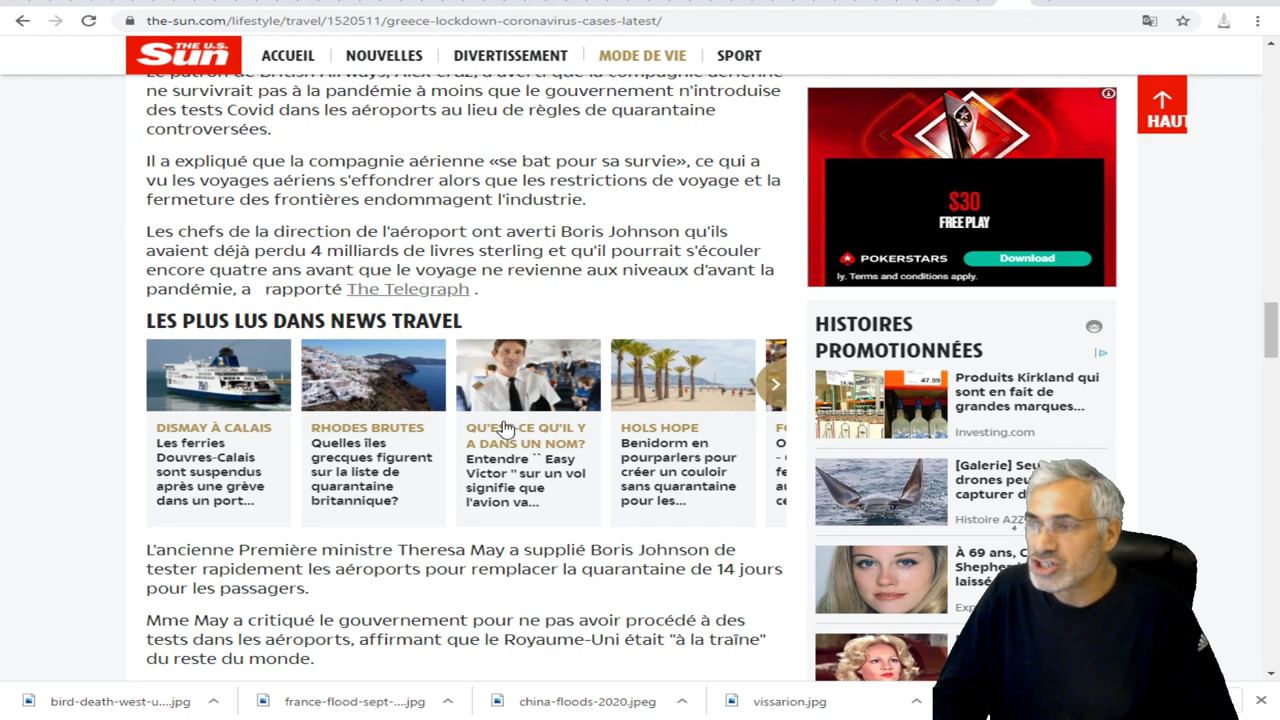 the-sun.com/lifestyle/travel/1520511/greece-lockdown-coronavirus-cases-latest/
THE U.S. Sun
ACCUEIL
NOUVELLES
DIVERTISSEMENT
MODE DE VIE
SPORT
Le patron de British Airways, Alex Cruz, a averti que la compagnie aérienne
ne survivrait pas à la pandémie à moins que le gouvernement n'introduise
des tests Covid dans les aéroports au lieu de règles de quarantaine
controversées.
Il a expliqué que la compagnie aérienne «se bat pour sa survie», ce qui a
vu les voyages aériens s'effondrer alors que les restrictions de voyage et la
fermeture des frontières endommagent l'industrie.
Les chefs de la direction de l'aéroport ont averti Boris Johnson qu'ils
avaient déjà perdu 4 milliards de livres sterling et qu'il pourrait s'écouler
encore quatre ans avant que le voyage ne revienne aux niveaux d'avant la
pandémie, a rapporté The Telegraph .
LES PLUS LUS DANS NEWS TRAVEL
DISMAY À CALAIS
Les ferries
Douvres-Calais
sont suspendus
après une grève
dans un port...
RHODES BRUTES
Quelles îles
grecques figurent
sur la liste de
quarantaine
britannique?
QU'EST-CE QU'IL Y
A DANS UN NOM?
Entendre `` Easy
Victor '' sur un vol
signifie que
l'avion va...
HOLS HOPE
Benidorm en
pourparlers pour
créer un couloir
sans quarantaine
pour les...
L'ancienne Première ministre Theresa May a supplié Boris Johnson de
tester rapidement les aéroports pour remplacer la quarantaine de 14 jours
pour les passagers.
Mme May a critiqué le gouvernement pour ne pas avoir procédé à des
tests dans les aéroports, affirmant que le Royaume-Uni était "à la traîne"
du reste du monde.
HAUT
$30
FREE PLAY
POKERSTARS
Download
ly. Terms and conditions apply.
HISTOIRES
PROMOTIONNÉES
47.99
Produits Kirkland qui
sont en fait de
grandes marques...
Investing.com
[Galerie]
drones
capturer
Histoire
À 69 ans,
laissé
bird-death-west-u....jpg
france-flood-sept-....jpg
china-floods-2020.jpeg
vissarion.jpg